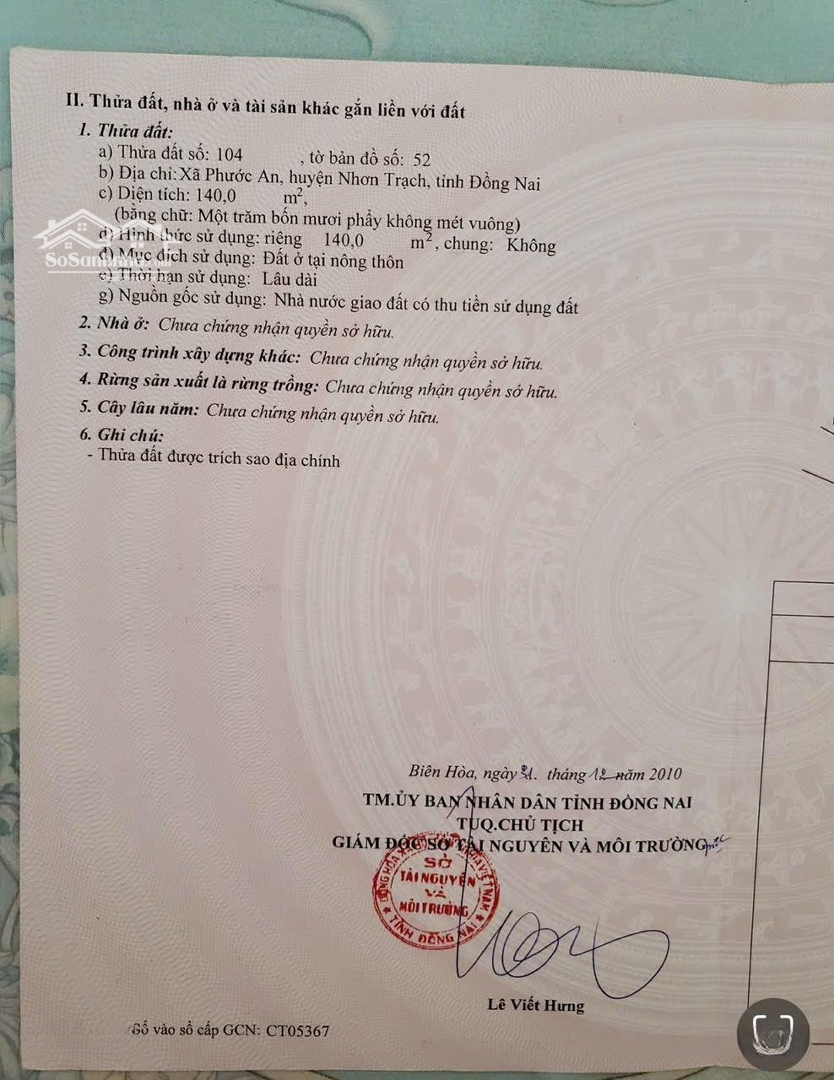 II. Thửa đất, nhà ở và tài sản khác gắn liền với đất
1. Thửa đất:
a) Thửa đất số: 104 , tờ bản đồ số: 52
b) Địa chỉ: Xã Phước An, huyện Nhơn Trạch, tỉnh Đồng Nai
c) Diện tích: 140,0 m²,
(bằng chữ: Một trăm bốn mươi phẩy không mét vuông)
d) Hình thức sử dụng: riêng 140,0 m², chung: Không
đ) Mục đích sử dụng: Đất ở tại nông thôn
e) Thời hạn sử dụng: Lâu dài
g) Nguồn gốc sử dụng: Nhà nước giao đất có thu tiền sử dụng đất
2. Nhà ở: Chưa chứng nhận quyền sở hữu.
3. Công trình xây dựng khác: Chưa chứng nhận quyền sở hữu.
4. Rừng sản xuất là rừng trồng: Chưa chứng nhận quyền sở hữu.
5. Cây lâu năm: Chưa chứng nhận quyền sở hữu.
6. Ghi chú:
- Thửa đất được trích sao địa chính
Biên Hòa, ngày 31. tháng 12 năm 2010
TM.ỦY BAN NHÂN DÂN TỈNH ĐỒNG NAI
TUQ.CHỦ TỊCH
GIÁM ĐỐC SỞ TÀI NGUYÊN VÀ MÔI TRƯỜNG
SỞ
TÀI NGUYÊN
VÀ
MÔI TRƯỜNG
TỈNH ĐỒNG NAI
Lê Viết Hưng
Số vào sổ cấp GCN: CT05367